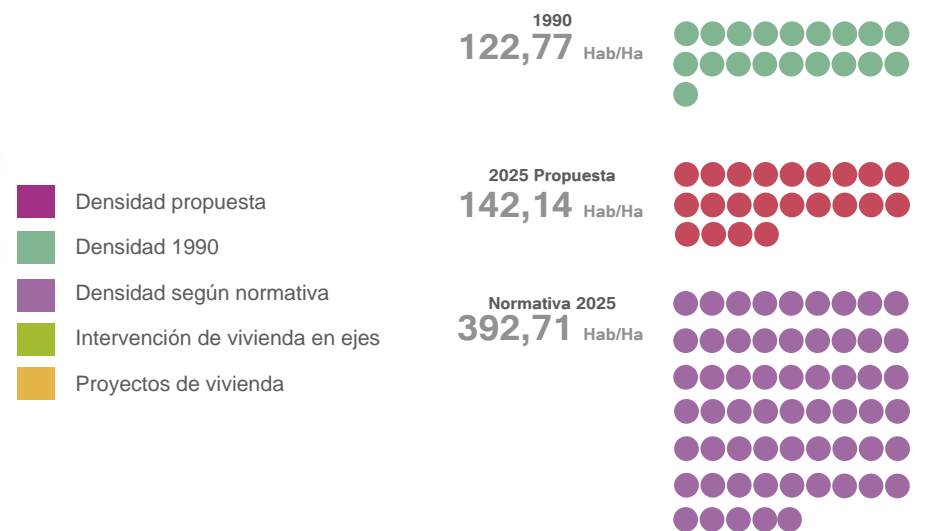 1990
122,77 Hab/Ha
2025 Propuesta
142,14 Hab/Ha
Normativa 2025
392,71 Hab/Ha
Densidad propuesta
Densidad 1990
Densidad según normativa
Intervención de vivienda en ejes
Proyectos de vivienda